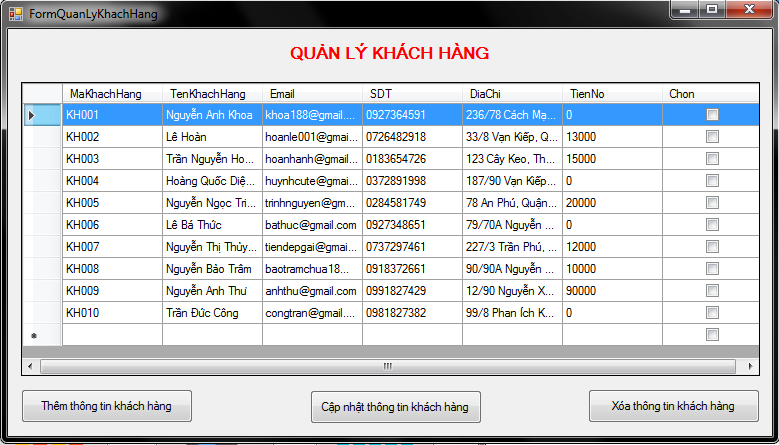 FormQuanLyKhachHang
QUẢN LÝ KHÁCH HÀNG
MaKhachHang TenKhachHang Email SDT DiaChi TienNo Chon
KH001 Nguyễn Anh Khoa khoa188@gmail.... 0927364591 236/78 Cách Mạ... 0
KH002 Lê Hoàn hoanle001@gmai... 0726482918 33/8 Vạn Kiếp, Q... 13000
KH003 Trần Nguyễn Ho... hoanhanh@gmail... 0183654726 123 Cây Keo, Th... 15000
KH004 Hoàng Quốc Diệ... huynhcute@gmai... 0372891998 187/90 Vạn Kiếp... 0
KH005 Nguyễn Ngọc Tri... trinhnguyen@gm... 0284581749 78 An Phú, Quận... 20000
KH006 Lê Bá Thức bathuc@gmail.com 0927348651 79/70A Nguyễn ... 0
KH007 Nguyễn Thị Thủy... tiendepgai@gmai... 0737297461 227/3 Trần Phú,... 12000
KH008 Nguyễn Bảo Trâm baotramchua18... 0918372661 90/90A Nguyễn ... 10000
KH009 Nguyễn Anh Thư anhthu@gmail.com 0991827429 12/90 Nguyễn X... 90000
KH010 Trần Đức Công congtran@gmail.... 0981827382 99/8 Phan Ích K... 0
Thêm thông tin khách hàng Cập nhật thông tin khách hàng Xóa thông tin khách hàng